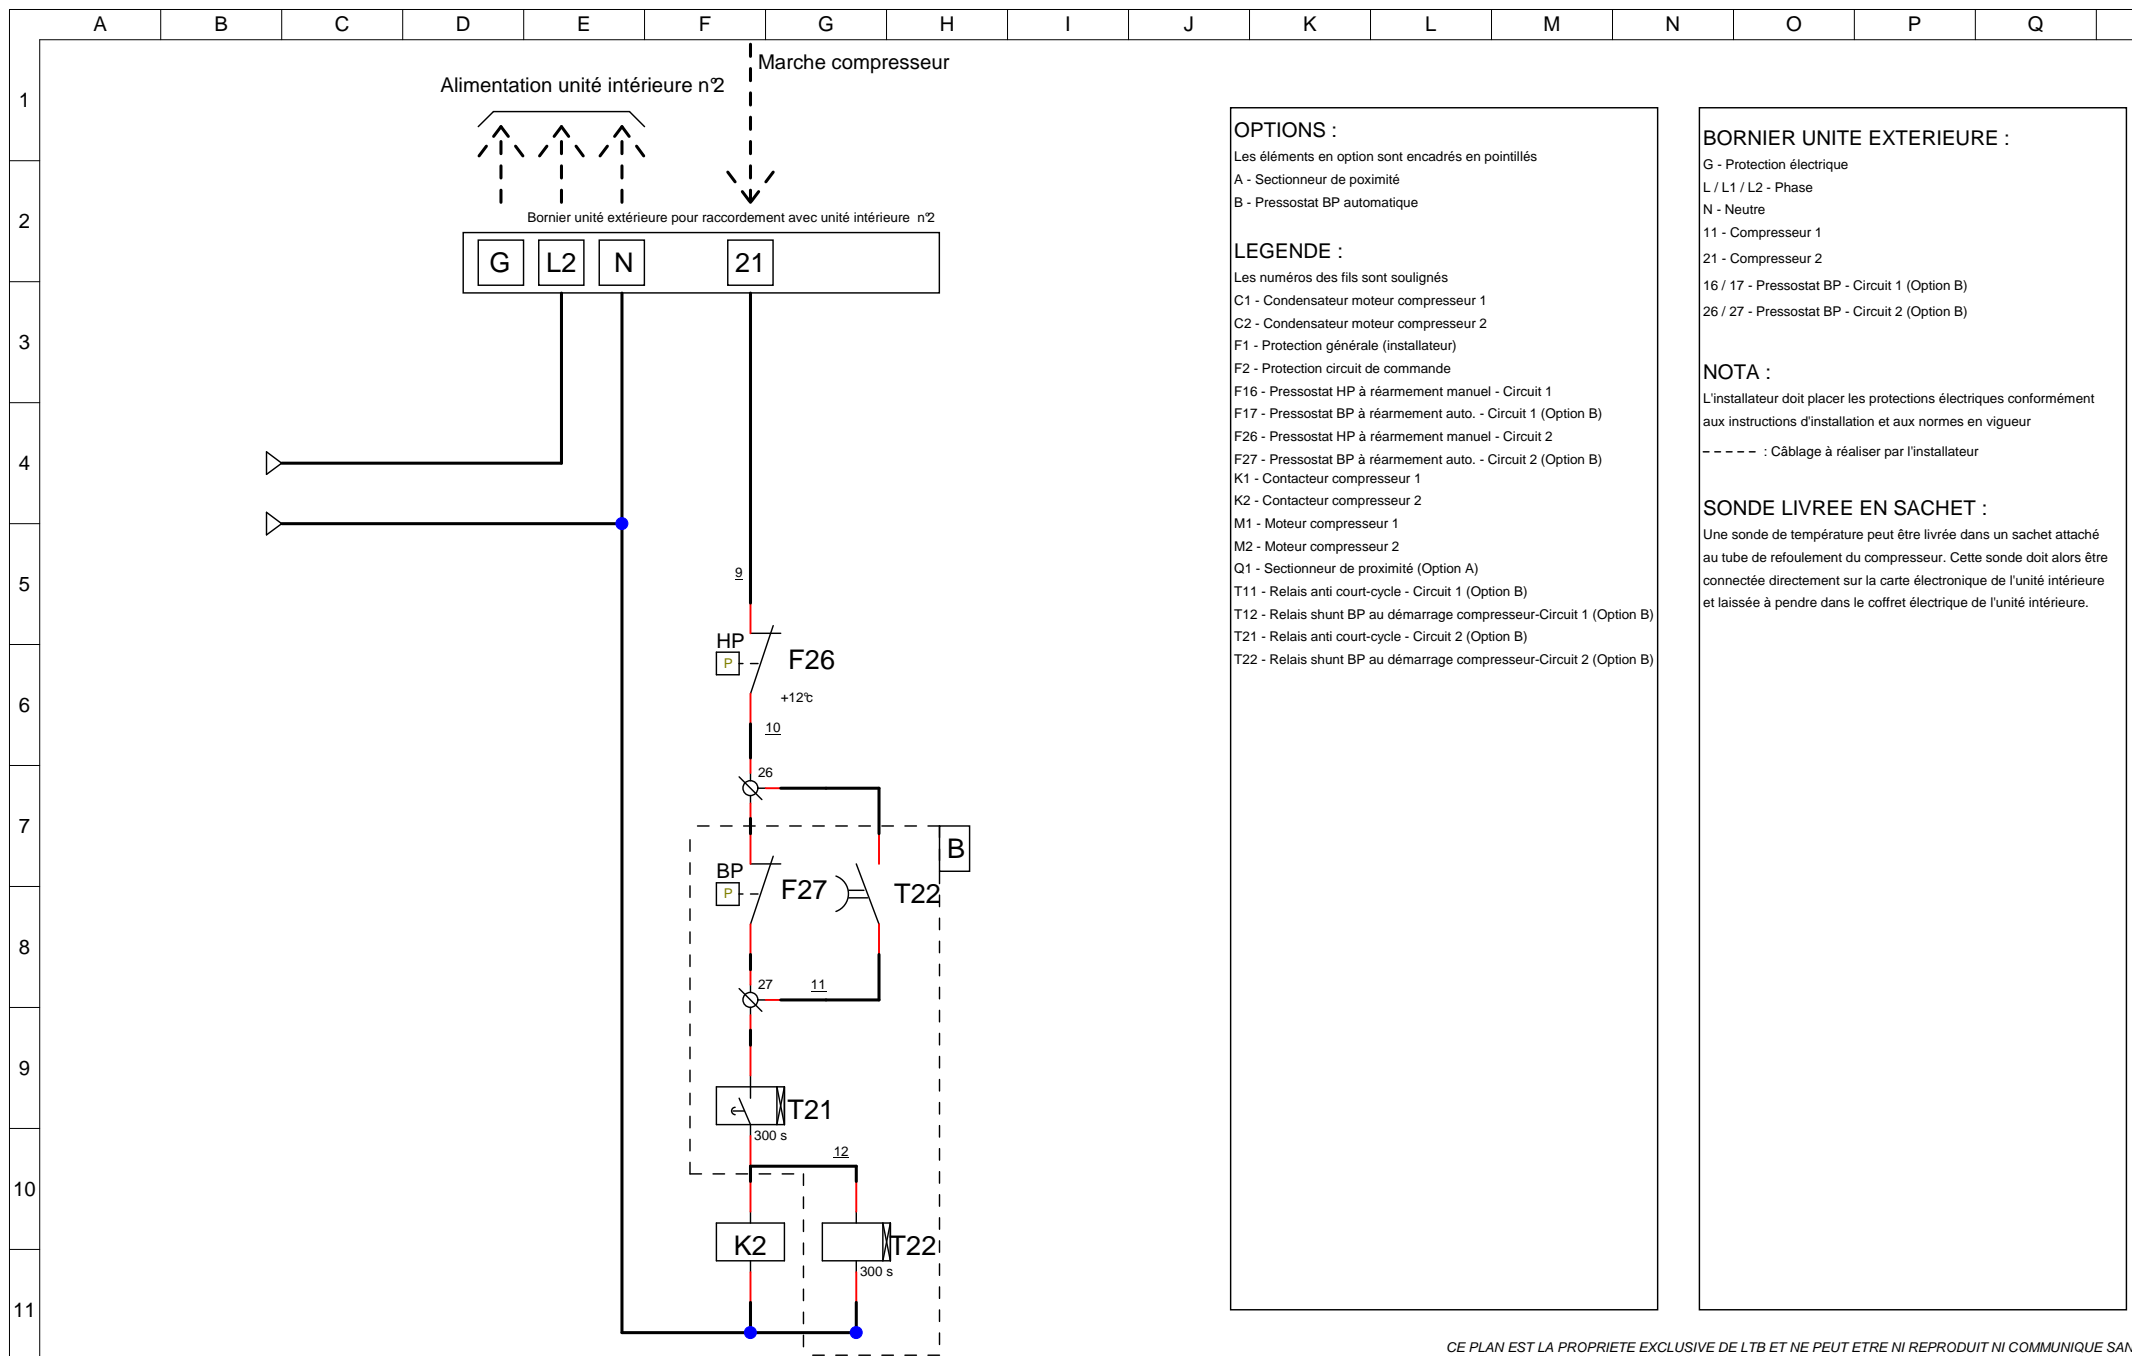 A B C D E F G H I J K L M N O P Q
1
2
3
4
5
6
7
8
9
10
11
Marche compresseur
Alimentation unité intérieure n°2
Bornier unité extérieure pour raccordement avec unité intérieure n°2
G L2 N 21
9
HP
P
F26
+12°c
10
26
B
BP
P
F27
T22
27
11
T21
300 s
12
K2
T22
300 s
OPTIONS :
Les éléments en option sont encadrés en pointillés
A - Sectionneur de poximité
B - Pressostat BP automatique
LEGENDE :
Les numéros des fils sont soulignés
C1 - Condensateur moteur compresseur 1
C2 - Condensateur moteur compresseur 2
F1 - Protection générale (installateur)
F2 - Protection circuit de commande
F16 - Pressostat HP à réarmement manuel - Circuit 1
F17 - Pressostat BP à réarmement auto. - Circuit 1 (Option B)
F26 - Pressostat HP à réarmement manuel - Circuit 2
F27 - Pressostat BP à réarmement auto. - Circuit 2 (Option B)
K1 - Contacteur compresseur 1
K2 - Contacteur compresseur 2
M1 - Moteur compresseur 1
M2 - Moteur compresseur 2
Q1 - Sectionneur de proximité (Option A)
T11 - Relais anti court-cycle - Circuit 1 (Option B)
T12 - Relais shunt BP au démarrage compresseur-Circuit 1 (Option B)
T21 - Relais anti court-cycle - Circuit 2 (Option B)
T22 - Relais shunt BP au démarrage compresseur-Circuit 2 (Option B)
BORNIER UNITE EXTERIEURE :
G - Protection électrique
L / L1 / L2 - Phase
N - Neutre
11 - Compresseur 1
21 - Compresseur 2
16 / 17 - Pressostat BP - Circuit 1 (Option B)
26 / 27 - Pressostat BP - Circuit 2 (Option B)
NOTA :
L'installateur doit placer les protections électriques conformément
aux instructions d'installation et aux normes en vigueur
- - - - - : Câblage à réaliser par l'installateur
SONDE LIVREE EN SACHET :
Une sonde de température peut être livrée dans un sachet attaché
au tube de refoulement du compresseur. Cette sonde doit alors être
connectée directement sur la carte électronique de l'unité intérieure
et laissée à pendre dans le coffret électrique de l'unité intérieure.
CE PLAN EST LA PROPRIETE EXCLUSIVE DE LTB ET NE PEUT ETRE NI REPRODUIT NI COMMUNIQUE SAN